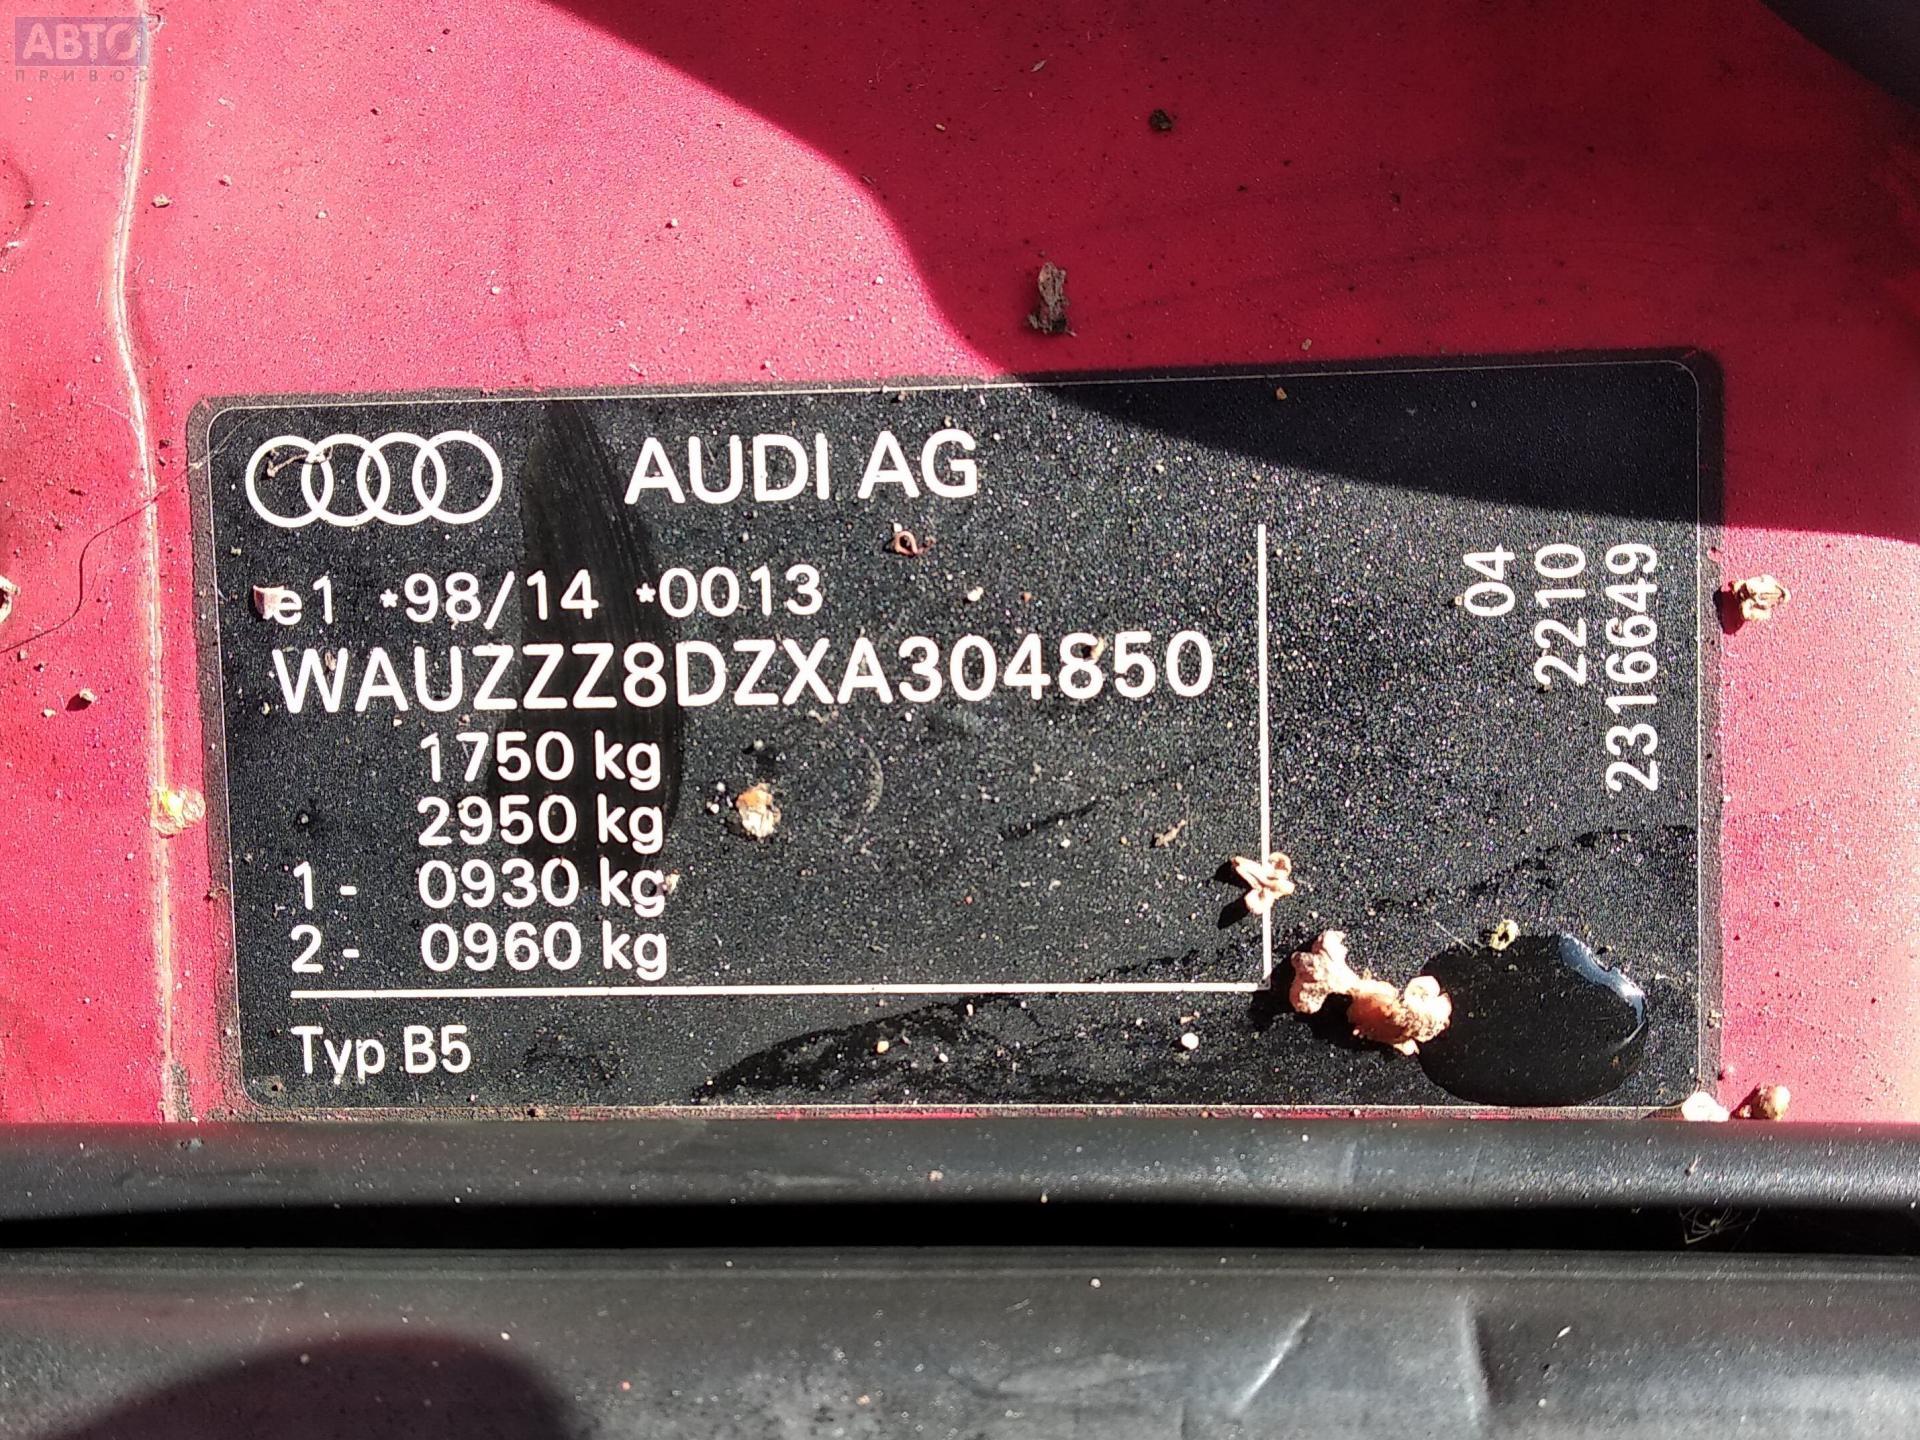 АВТО
ПРИВОЗ
AUDI AG
e1 *98/14 *0013
WAUZZZ8DZXA304850
1750 kg
2950 kg
1 - 0930 kg
2 - 0960 kg
Typ B5
04
2210
2316649